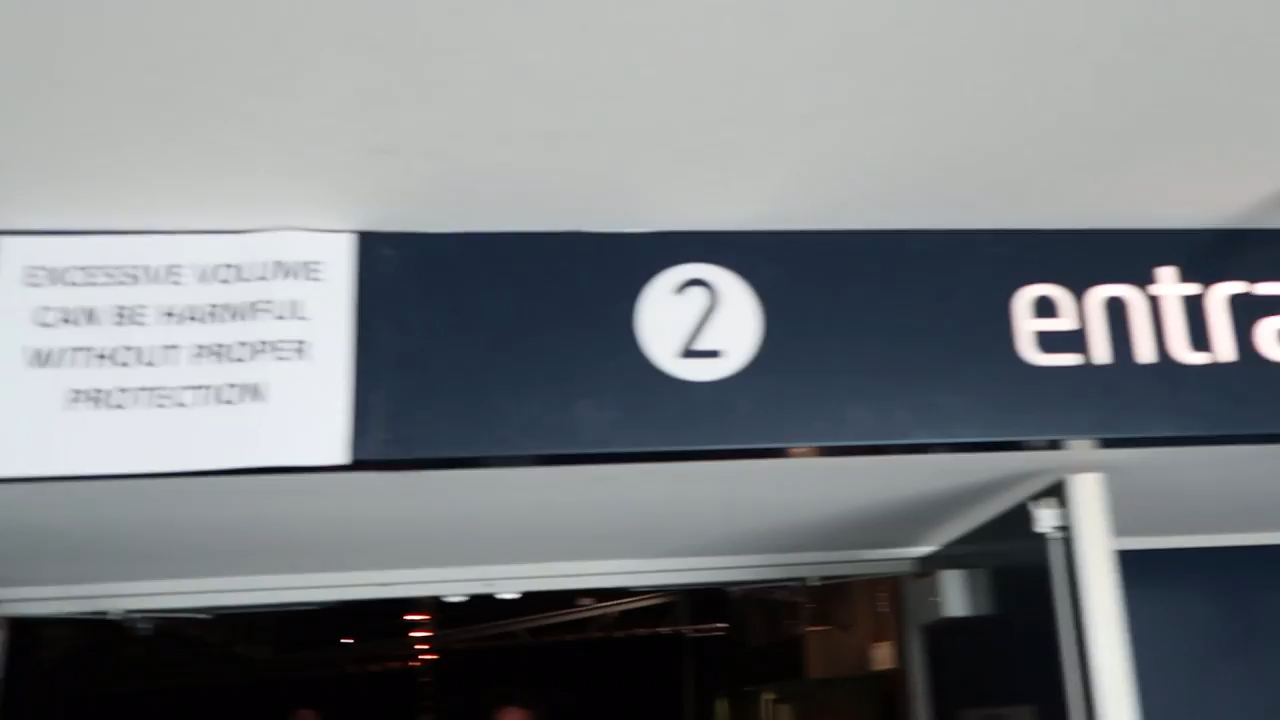 EXCESSIVE VOLUME
CAN BE HARMFUL
WITHOUT PROPER
PROTECTION
2
entra